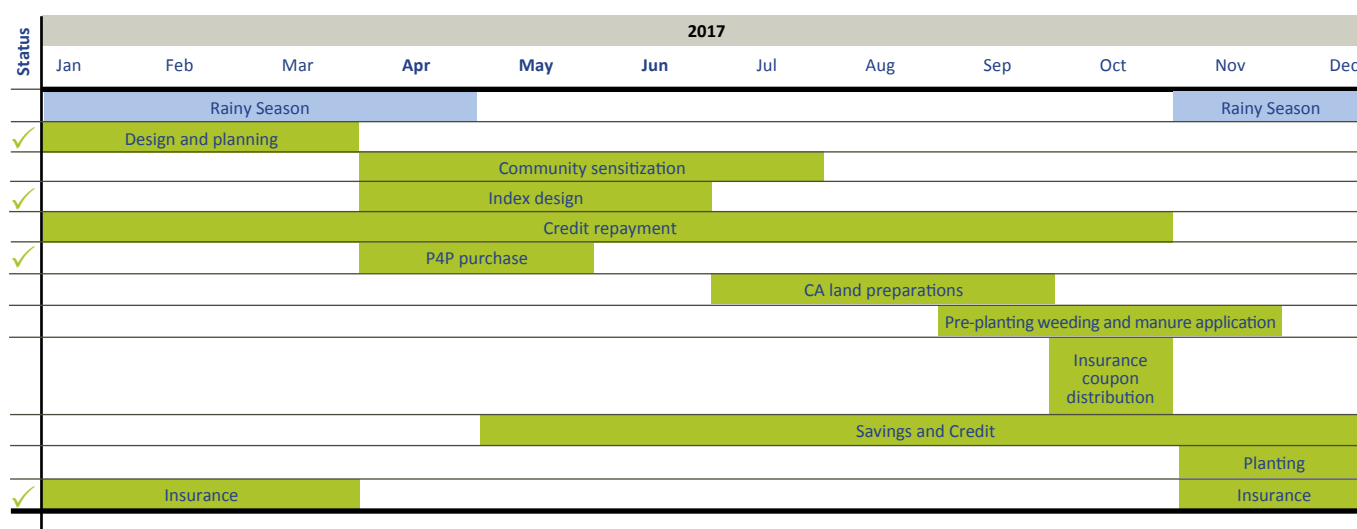 Status
2017
Jan Feb Mar Apr May Jun Jul Aug Sep Oct Nov Dec
Rainy Season Rainy Season
Design and planning
Community sensitization
Index design
Credit repayment
P4P purchase
CA land preparations
Pre-planting weeding and manure application
Insurance
coupon
distribution
Savings and Credit
Planting
Insurance Insurance